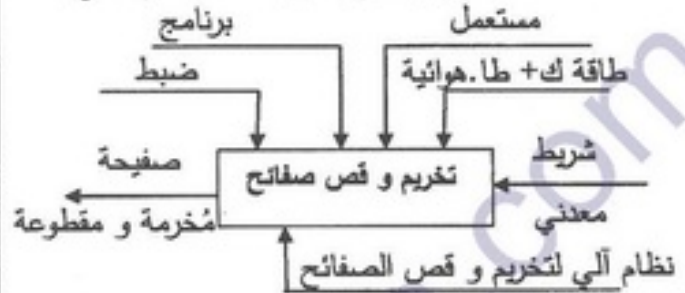 مستعمل
برنامج
طاقة ك+ طا.هوائية
ضبط
شريط
تخريم و قص صفائح
صفيحة
معدني
مُخرمة و مقطوعة
نظام آلي لتخريم و قص الصفائح
com